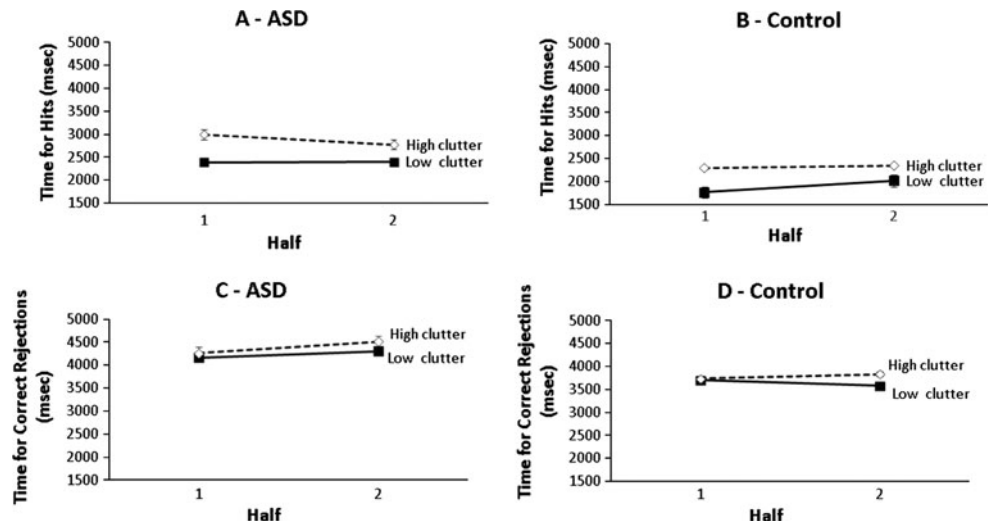 A - ASD
Time for Hits (msec)
5000
4500
4000
3500
3000
2500
2000
1500
High clutter
Low clutter
1
2
Half
B - Control
Time for Hits (msec)
5000
4500
4000
3500
3000
2500
2000
1500
High clutter
Low clutter
1
2
Half
C - ASD
Time for Correct Rejections
(msec)
5000
4500
4000
3500
3000
2500
2000
1500
High clutter
Low clutter
1
2
Half
D - Control
Time for Correct Rejections
(msec)
5000
4500
4000
3500
3000
2500
2000
1500
High clutter
Low clutter
1
2
Half